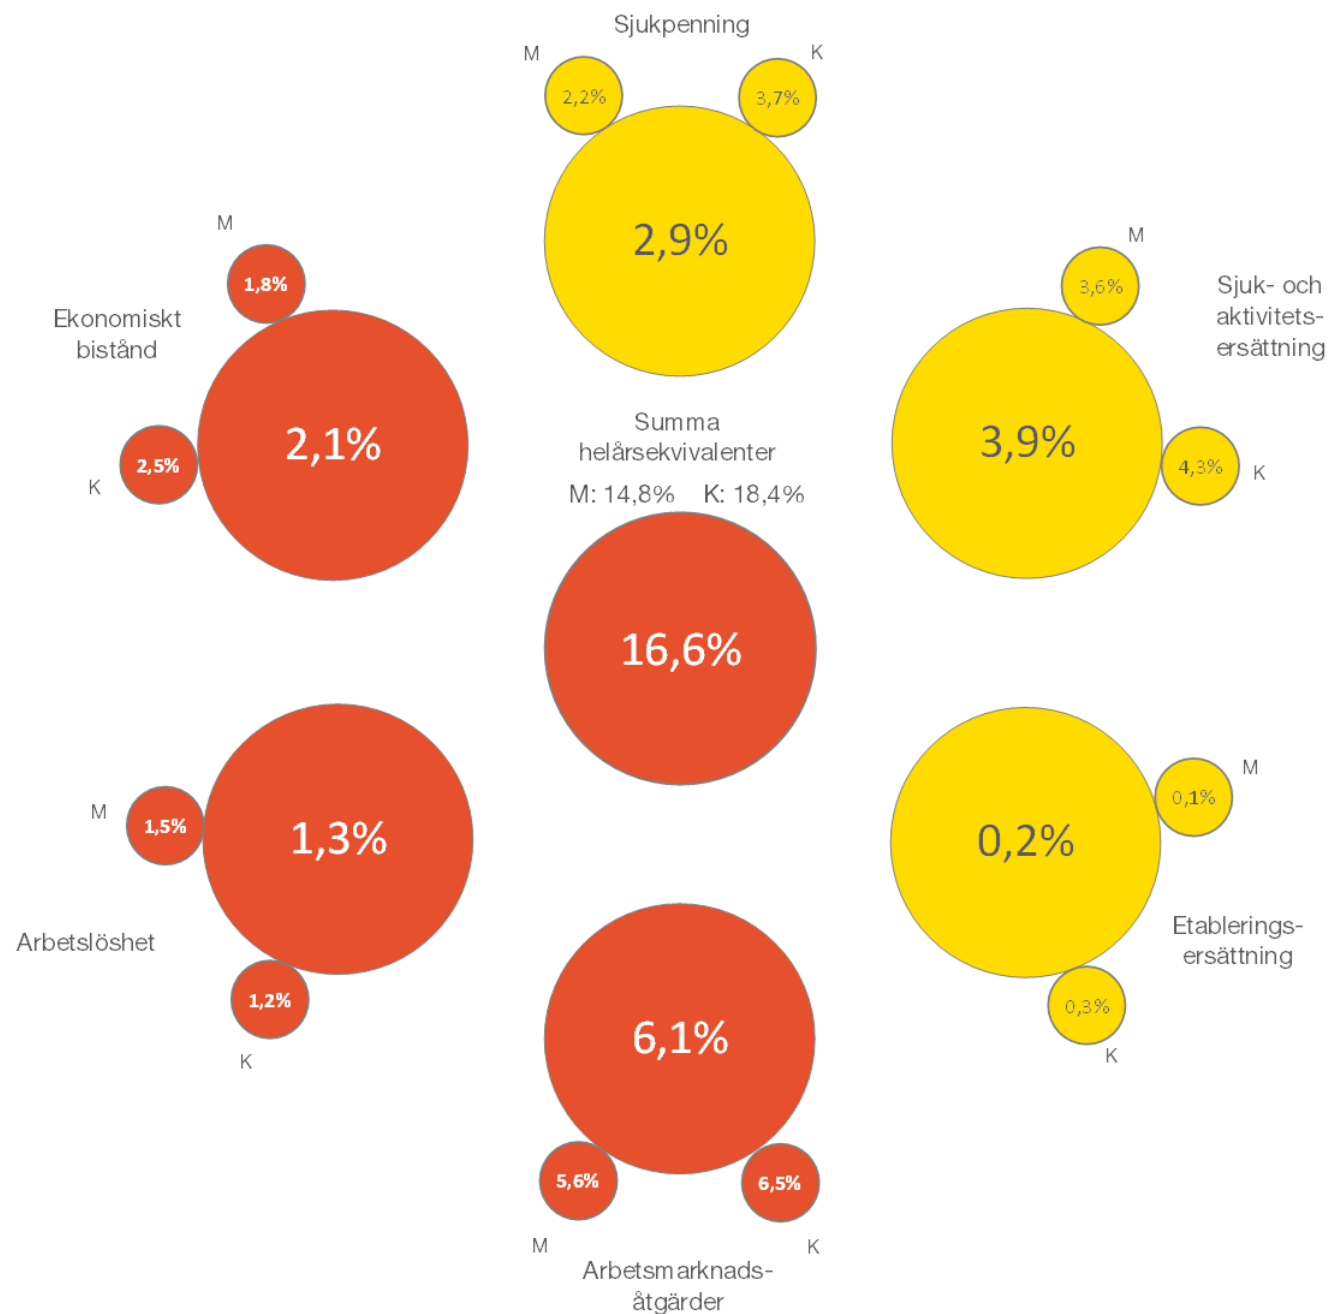 Sjukpenning
M
K
2,2%
3,7%
2,9%
M
1,8%
Ekonomiskt
bistånd
2,1%
2,5%
K
M
3,6%
Sjuk- och
aktivitets-
ersättning
3,9%
4,3%
K
Summa
helårsekvivalenter
M: 14,8% K: 18,4%
16,6%
M
1,5%
1,3%
Arbetslöshet
1,2%
K
M
0,1%
0,2%
Etablerings-
ersättning
0,3%
K
6,1%
5,6%
6,5%
M
K
Arbetsmarknads-
åtgärder